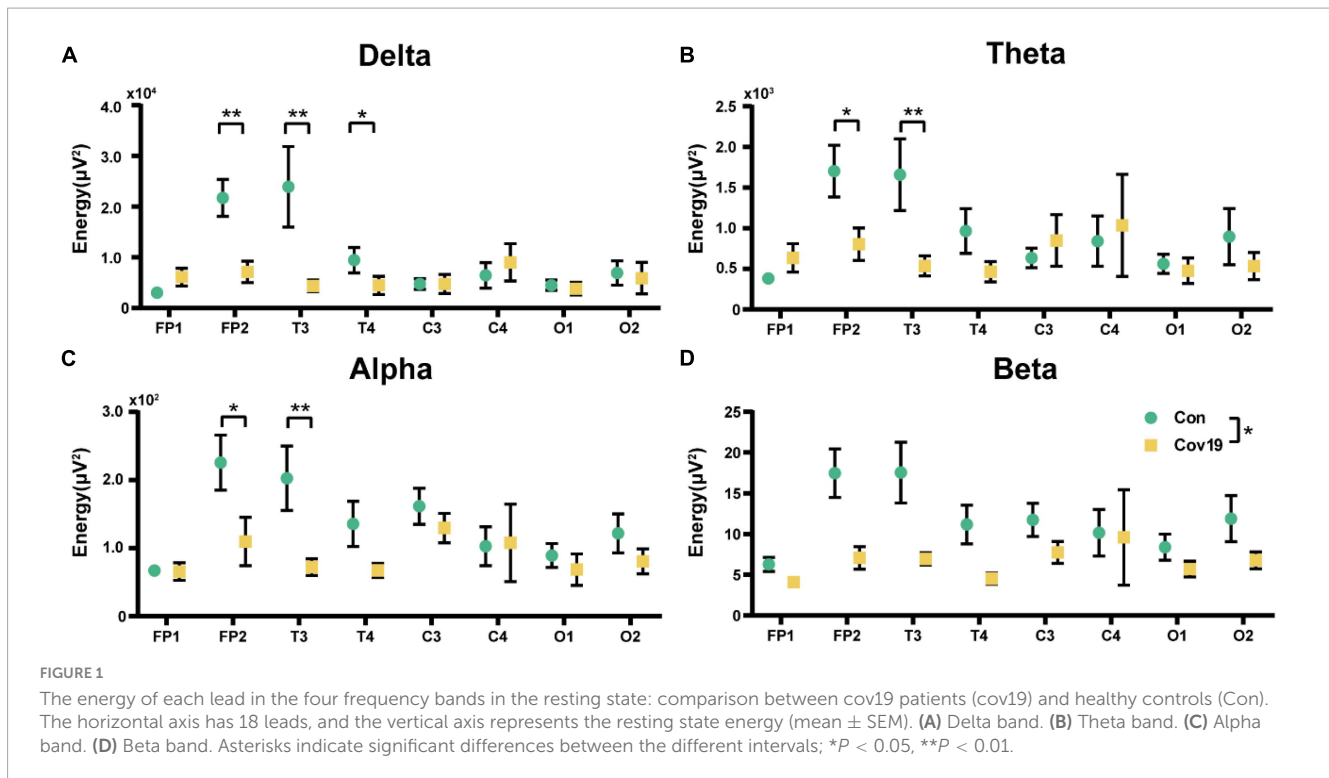 A
Delta
x10⁴
4.0
3.0
2.0
1.0
0
Energy(µV²)
** ** *
FP1 FP2 T3 T4 C3 C4 O1 O2
B
Theta
x10³
2.5
2.0
1.5
1.0
0.5
0
Energy(µV²)
* **
FP1 FP2 T3 T4 C3 C4 O1 O2
C
Alpha
x10²
3.0
2.0
1.0
0
Energy(µV²)
* **
FP1 FP2 T3 T4 C3 C4 O1 O2
D
Beta
25
20
15
10
5
0
Energy(µV²)
Con
Cov19
*
FP1 FP2 T3 T4 C3 C4 O1 O2
FIGURE 1
The energy of each lead in the four frequency bands in the resting state: comparison between cov19 patients (cov19) and healthy controls (Con).
The horizontal axis has 18 leads, and the vertical axis represents the resting state energy (mean ± SEM). (A) Delta band. (B) Theta band. (C) Alpha
band. (D) Beta band. Asterisks indicate significant differences between the different intervals; *P < 0.05, **P < 0.01.